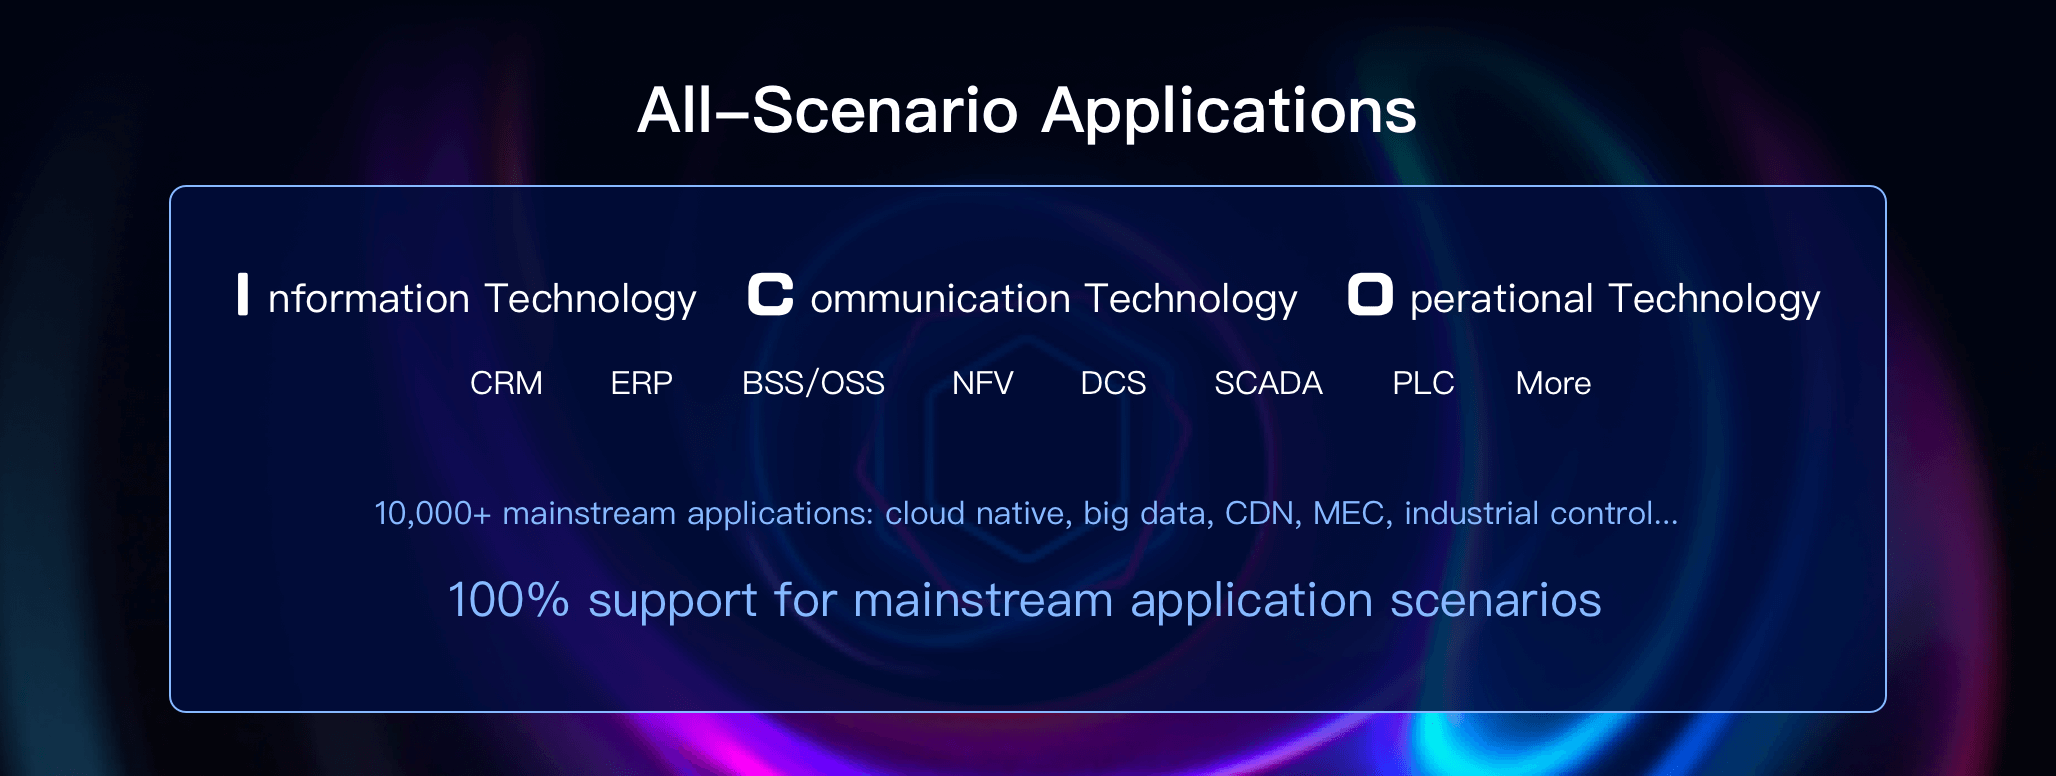 All-Scenario Applications
Information Technology Communication Technology Operational Technology
CRM ERP BSS/OSS NFV DCS SCADA PLC More
10,000+ mainstream applications: cloud native, big data, CDN, MEC, industrial control...
100% support for mainstream application scenarios